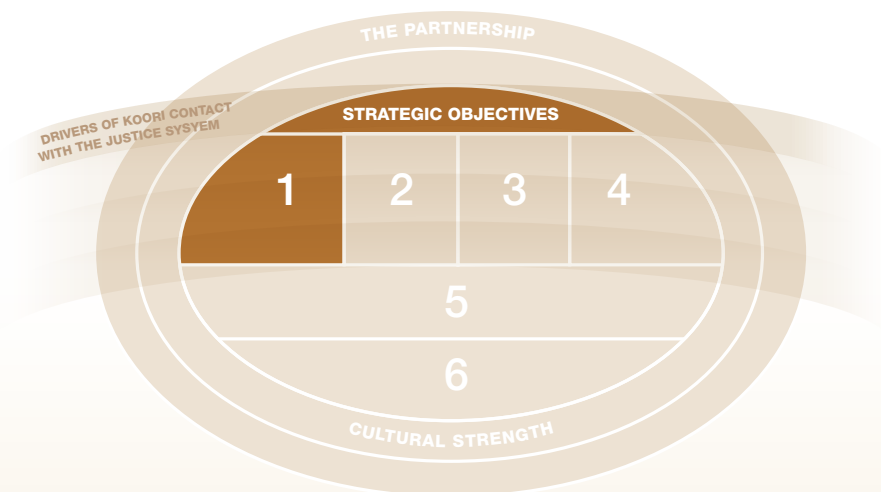 THE PARTNERSHIP
DRIVERS OF KOORI CONTACT
WITH THE JUSTICE SYSYEM
STRATEGIC OBJECTIVES
1 2 3 4
5
6
CULTURAL STRENGTH